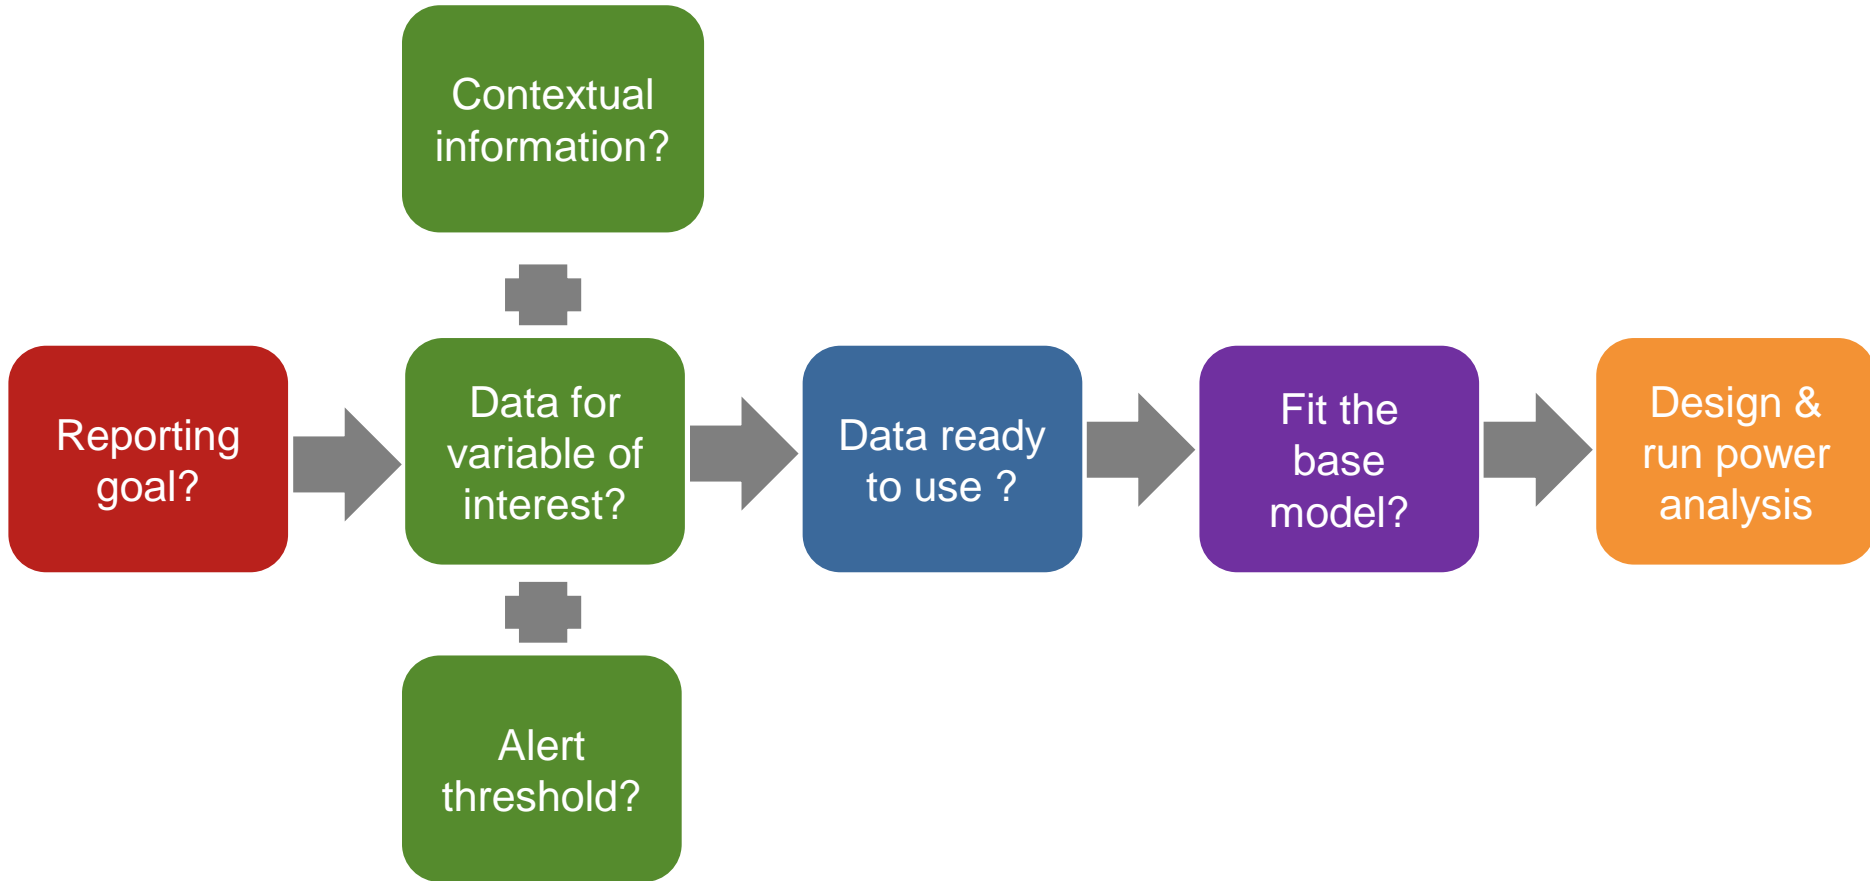 Contextual
information?
Reporting
goal?
Data for
variable of
interest?
Data ready
to use ?
Fit the
base
model?
Design &
run power
analysis
Alert
threshold?